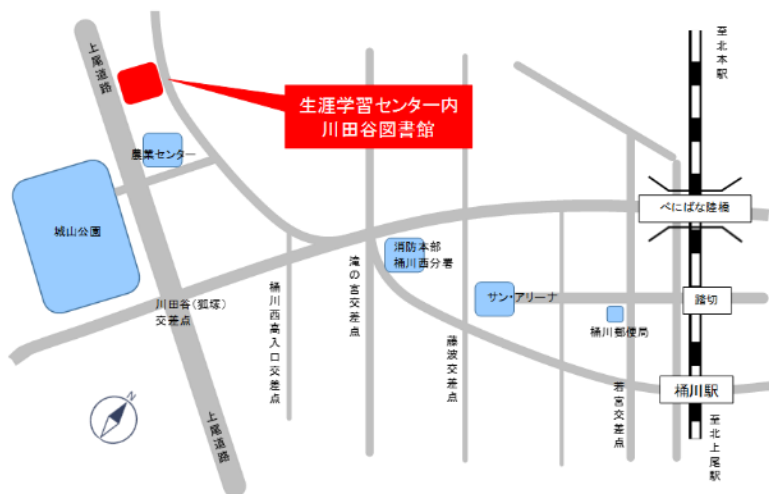 上尾道路
生涯学習センター内
川田谷図書館
至北本駅
農業センター
べにばな陸橋
城山公園
消防本部
桶川西分署
滝の宮交差点
サン・アリーナ
踏切
川田谷(狐塚)
交差点
桶川西高入口交差点
藤波交差点
桶川郵便局
若宮交差点
桶川駅
N
上尾道路
至北上尾駅